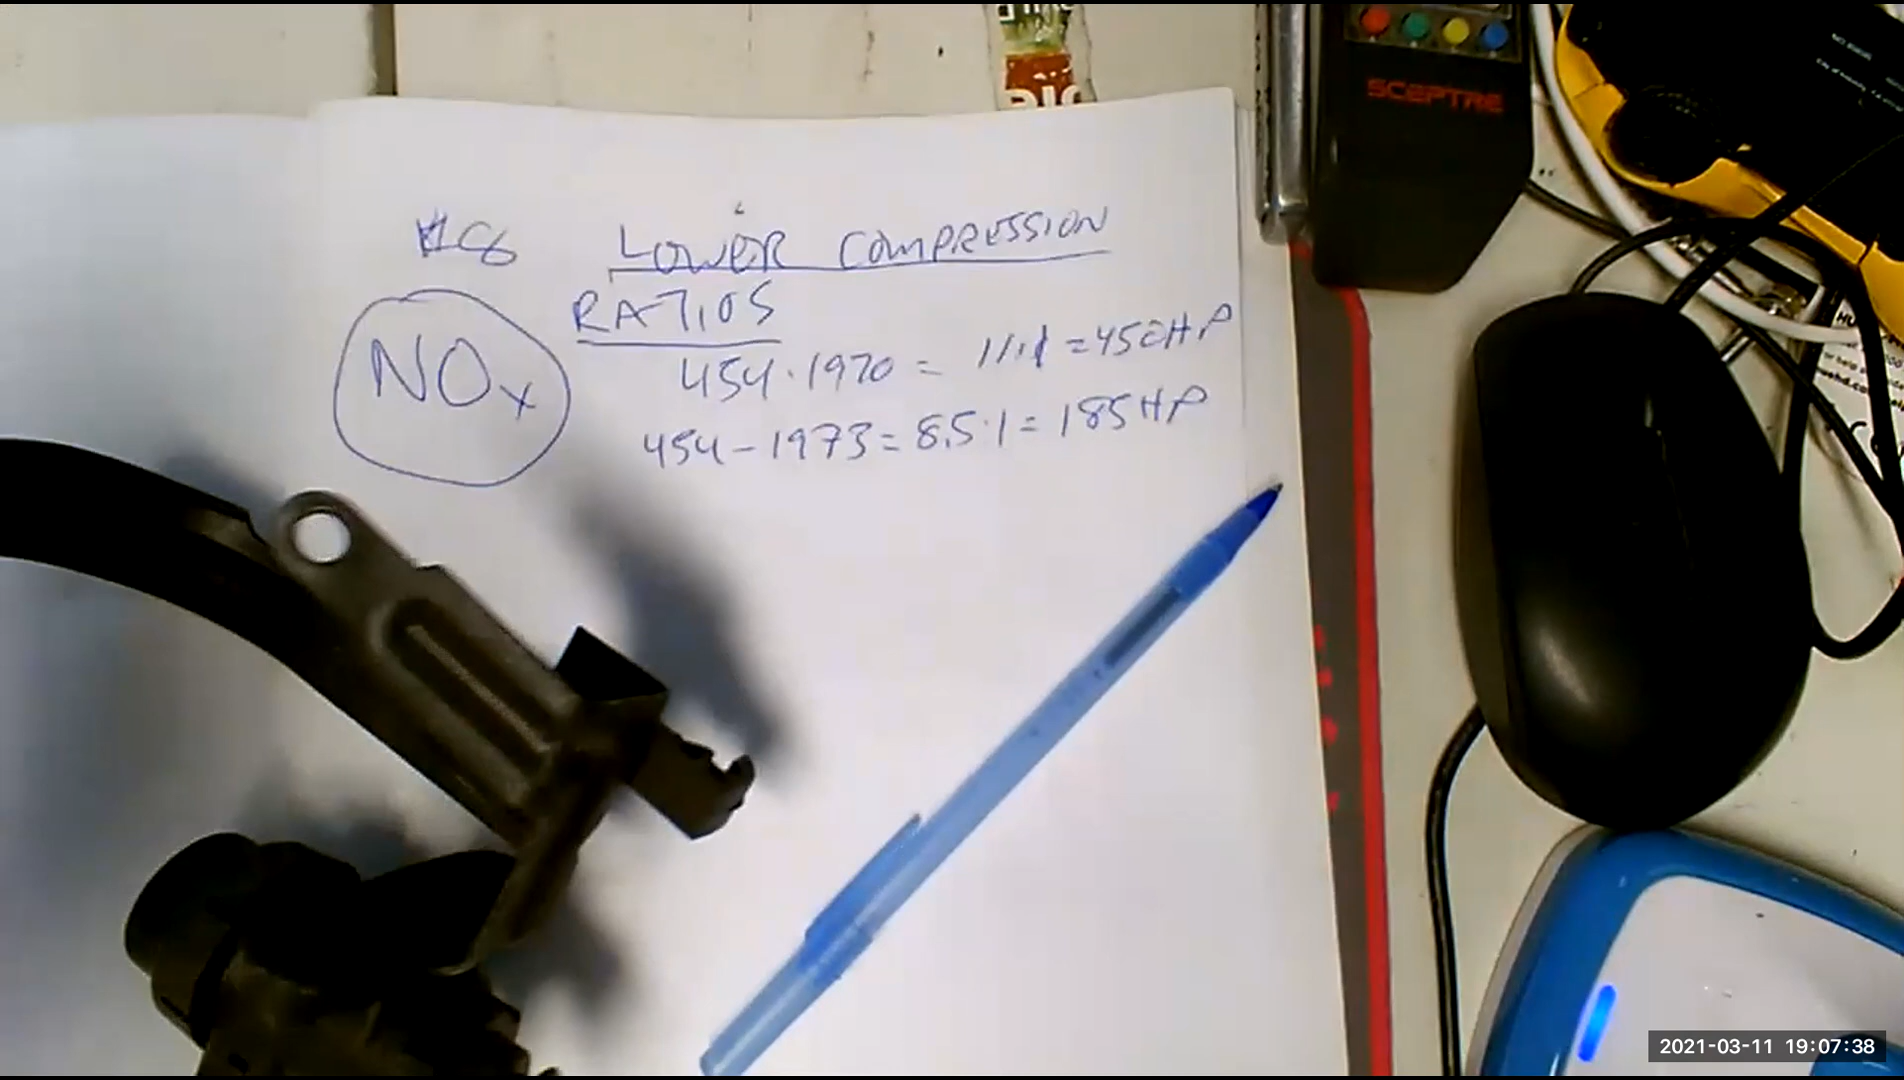 SCEPTRE
#8 LOWER COMPRESSION
RATIOS
NOx
454 · 1970 = 11:1 = 450HP
454 - 1973 = 8.5:1 = 185HP
2021-03-11 19:07:38